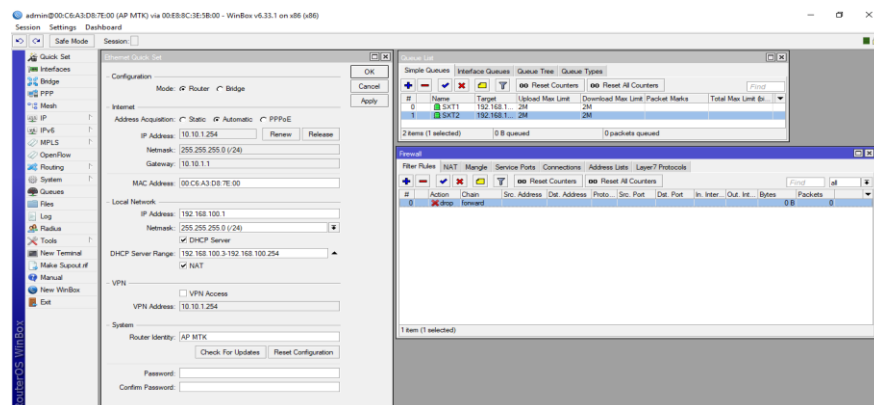 admin@00:C6:A3:D8:7E:00 (AP MTK) via 00:E8:8C:3E:5B:00 - WinBox v6.33.1 on x86 (x86)
Session Settings Dashboard
Safe Mode Session:
Quick Set
Interfaces
Bridge
PPP
Mesh
IP
IPv6
MPLS
OpenFlow
Routing
System
Queues
Files
Log
Radius
Tools
New Terminal
Make Supout.rif
Manual
New WinBox
Exit
RouterOS WinBox
Ethernet Quick Set
OK
Cancel
Apply
Configuration
Mode: Router Bridge
Internet
Address Acquisition: Static Automatic PPPoE
IP Address: 10.10.1.254 Renew Release
Netmask: 255.255.255.0 (/24)
Gateway: 10.10.1.1
MAC Address: 00:C6:A3:D8:7E:00
Local Network
IP Address: 192.168.100.1
Netmask: 255.255.255.0 (/24)
DHCP Server
DHCP Server Range: 192.168.100.3-192.168.100.254
NAT
VPN
VPN Access
VPN Address: 10.10.1.254
System
Router Identity: AP MTK
Check For Updates Reset Configuration
Password:
Confirm Password:
Queue List
Simple Queues Interface Queues Queue Tree Queue Types
00 Reset Counters 00 Reset All Counters Find
# Name Target Upload Max Limit Download Max Limit Packet Marks Total Max Limit (bi...
0 SXT1 192.168.1... 2M 2M
1 SXT2 192.168.1... 2M 2M
2 items (1 selected) 0 B queued 0 packets queued
Firewall
Filter Rules NAT Mangle Service Ports Connections Address Lists Layer7 Protocols
00 Reset Counters 00 Reset All Counters Find all
# Action Chain Src. Address Dst. Address Proto... Src. Port Dst. Port In. Inter... Out. Int... Bytes Packets
0 drop forward 0 B 0
1 item (1 selected)